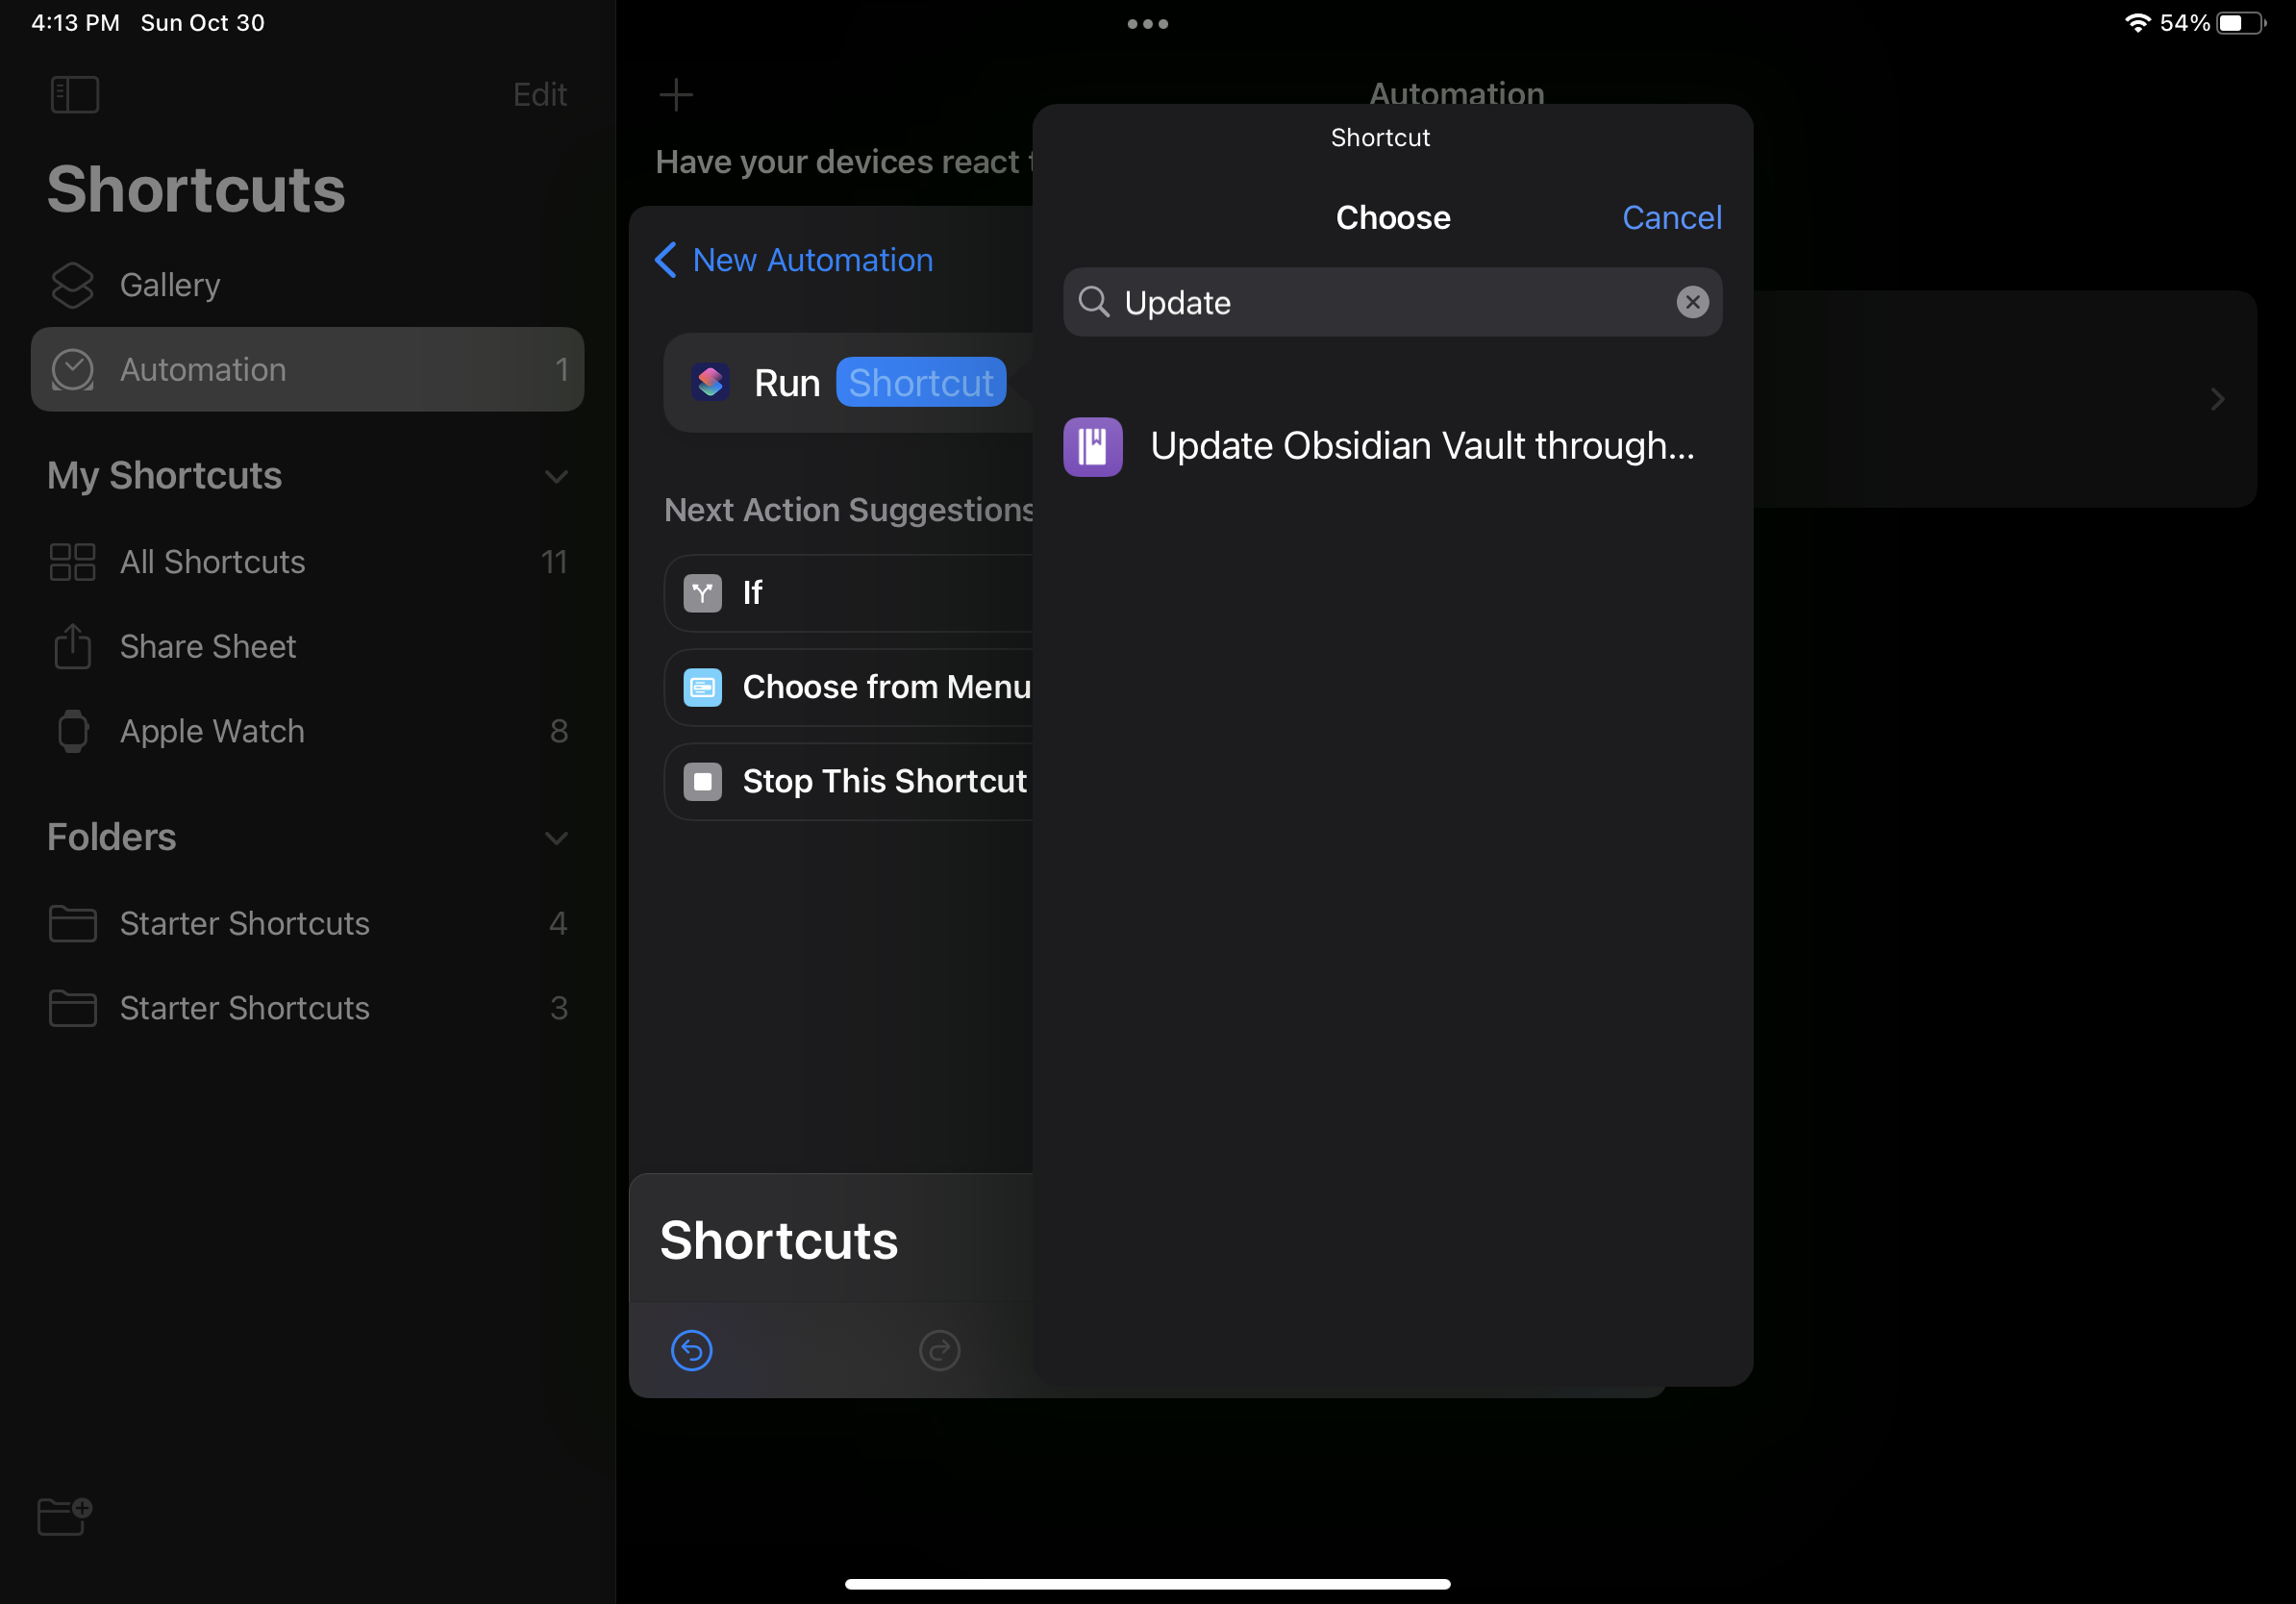 4:13 PM Sun Oct 30
54%
Edit
Shortcuts
Gallery
Automation 1
My Shortcuts
All Shortcuts 11
Share Sheet
Apple Watch 8
Folders
Starter Shortcuts 4
Starter Shortcuts 3
Automation
Have your devices react
New Automation
Run Shortcut
Next Action Suggestions
If
Choose from Menu
Stop This Shortcut
Shortcuts
Shortcut
Choose
Cancel
Update
Update Obsidian Vault through...